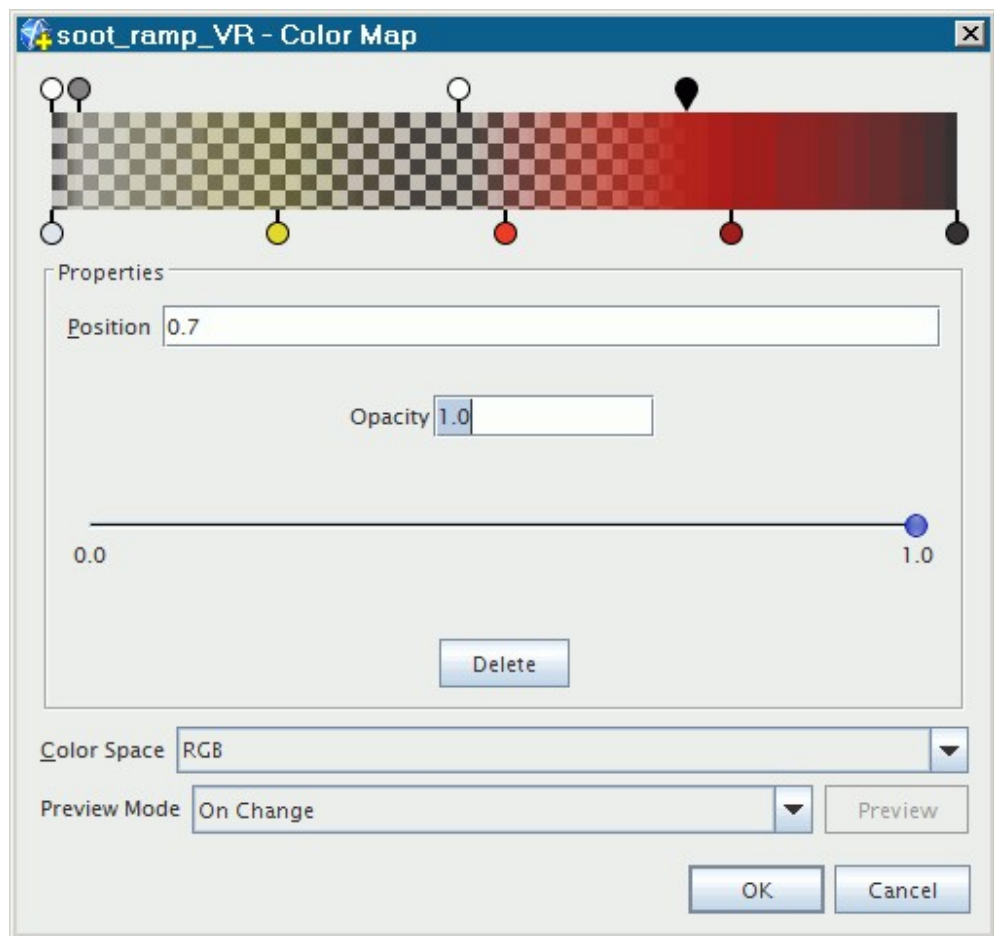 soot_ramp_VR - Color Map
Properties
Position 0.7
Opacity 1.0
0.0 1.0
Delete
Color Space RGB
Preview Mode On Change Preview
OK Cancel